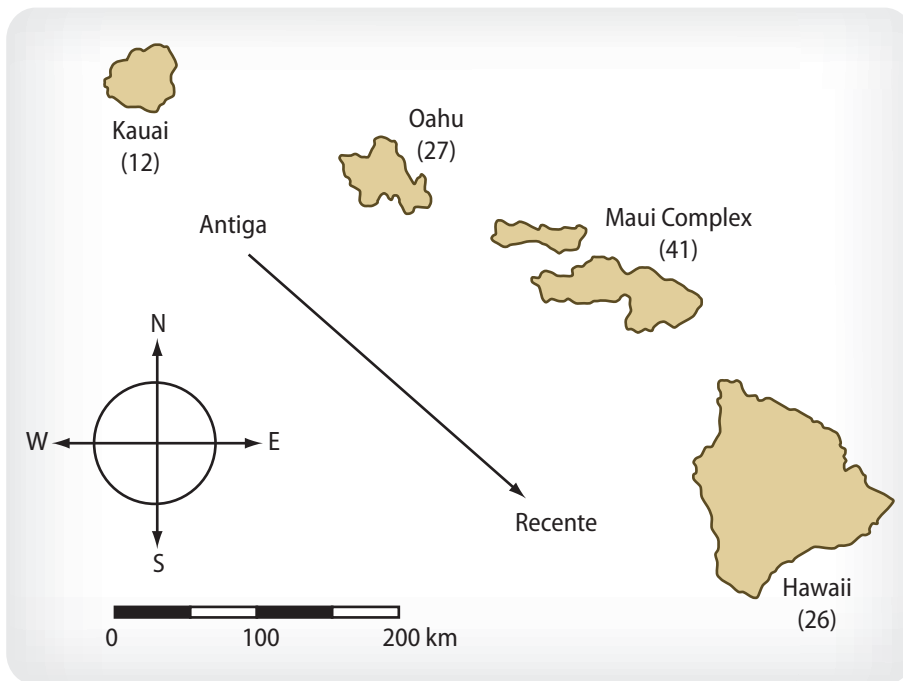 Kauai
(12)
Oahu
(27)
Maui Complex
(41)
Antiga
N
W
E
S
Recente
Hawaii
(26)
0
100
200 km